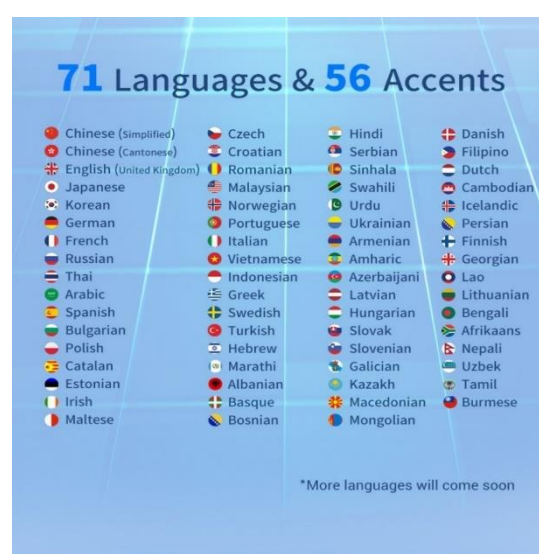 71 Languages & 56 Accents
Chinese (Simplified)
Chinese (Cantonese)
English (United Kingdom)
Japanese
Korean
German
French
Russian
Thai
Arabic
Spanish
Bulgarian
Polish
Catalan
Estonian
Irish
Maltese
Czech
Croatian
Romanian
Malaysian
Norwegian
Portuguese
Italian
Vietnamese
Indonesian
Greek
Swedish
Turkish
Hebrew
Marathi
Albanian
Basque
Bosnian
Hindi
Serbian
Sinhala
Swahili
Urdu
Ukrainian
Armenian
Amharic
Azerbaijani
Latvian
Hungarian
Slovak
Slovenian
Galician
Kazakh
Macedonian
Mongolian
Danish
Filipino
Dutch
Cambodian
Icelandic
Persian
Finnish
Georgian
Lao
Lithuanian
Bengali
Afrikaans
Nepali
Uzbek
Tamil
Burmese
*More languages will come soon